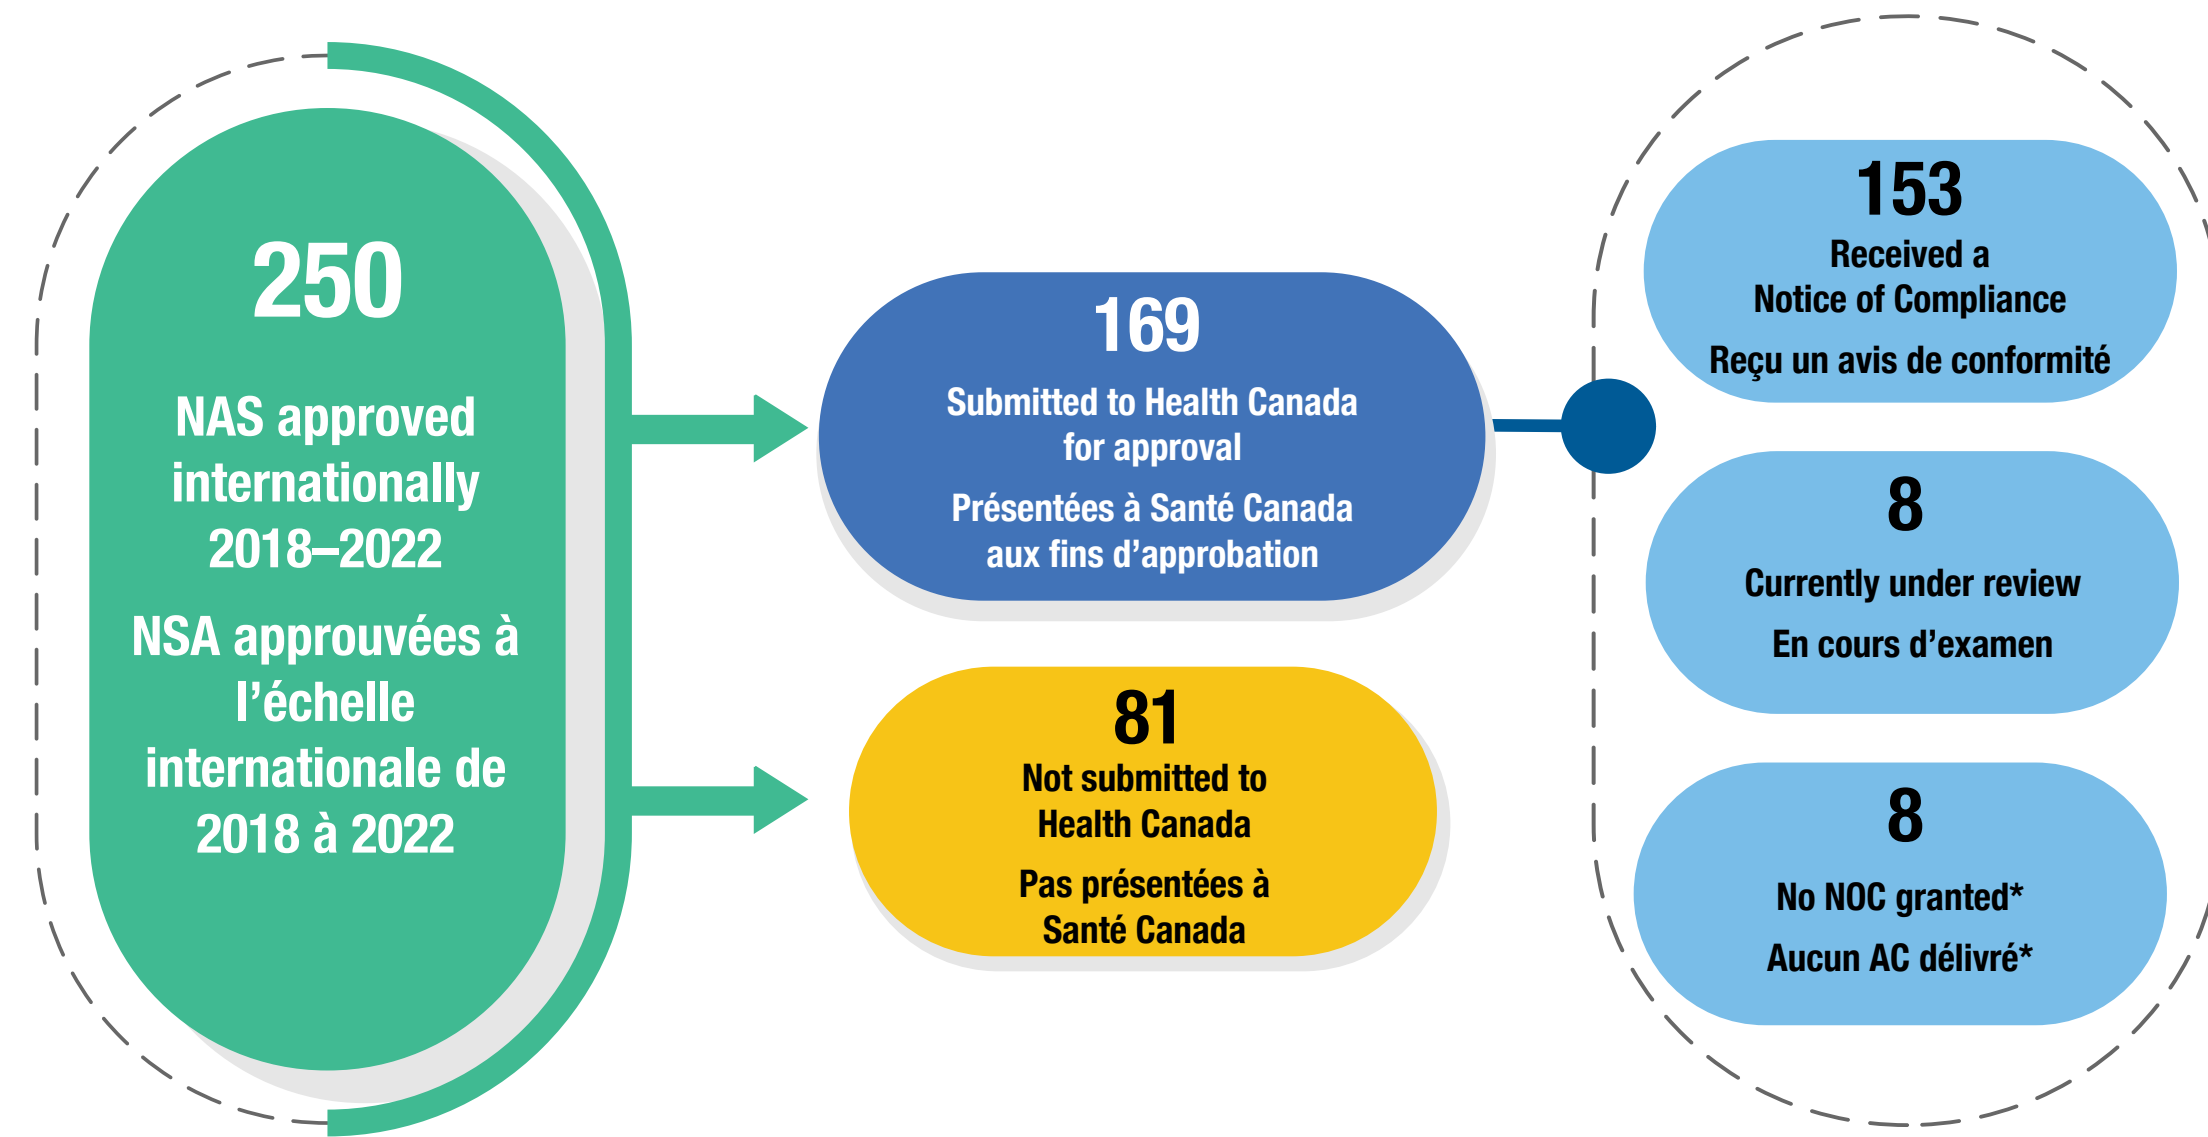 250
NAS approved
internationally
2018–2022
NSA approuvées à
l’échelle
internationale de
2018 à 2022
169
Submitted to Health Canada
for approval
Présentées à Santé Canada
aux fins d’approbation
81
Not submitted to
Health Canada
Pas présentées à
Santé Canada
153
Received a
Notice of Compliance
Reçu un avis de conformité
8
Currently under review
En cours d’examen
8
No NOC granted*
Aucun AC délivré*